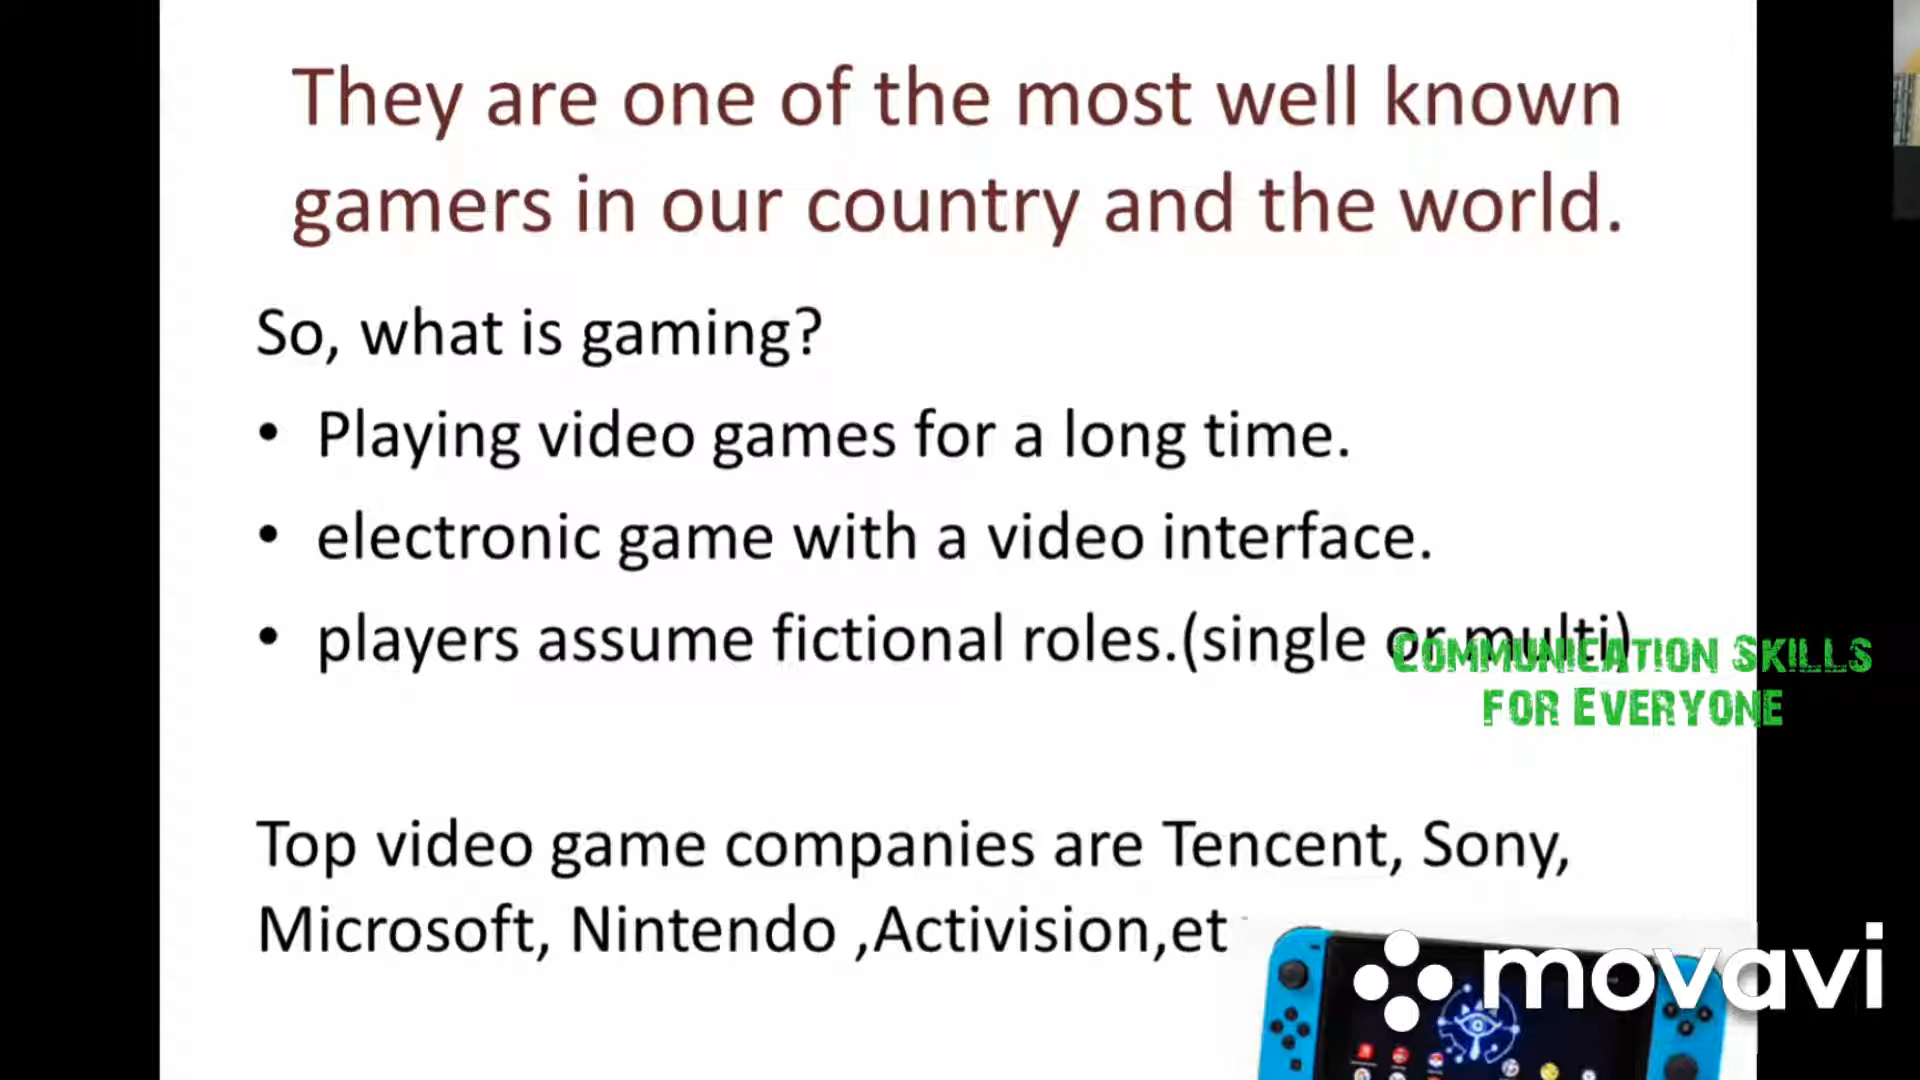 They are one of the most well known
gamers in our country and the world.
So, what is gaming?
• Playing video games for a long time.
• electronic game with a video interface.
• players assume fictional roles.(single or multi)
COMMUNICATION SKILLS
FOR EVERYONE
Top video game companies are Tencent, Sony,
Microsoft, Nintendo ,Activision,et
movavi